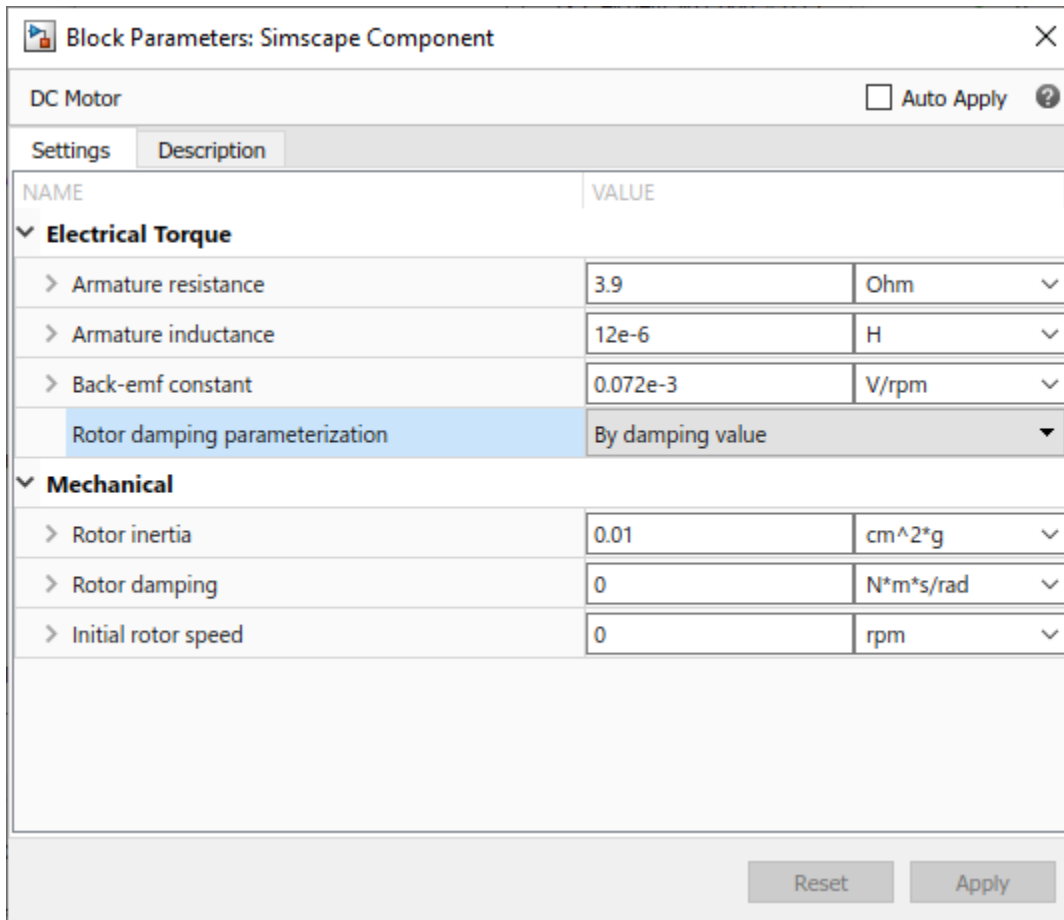 Block Parameters: Simscape Component
DC Motor Auto Apply
Settings Description
NAME VALUE
Electrical Torque
Armature resistance 3.9 Ohm
Armature inductance 12e-6 H
Back-emf constant 0.072e-3 V/rpm
Rotor damping parameterization By damping value
Mechanical
Rotor inertia 0.01 cm^2*g
Rotor damping 0 N*m*s/rad
Initial rotor speed 0 rpm
Reset Apply